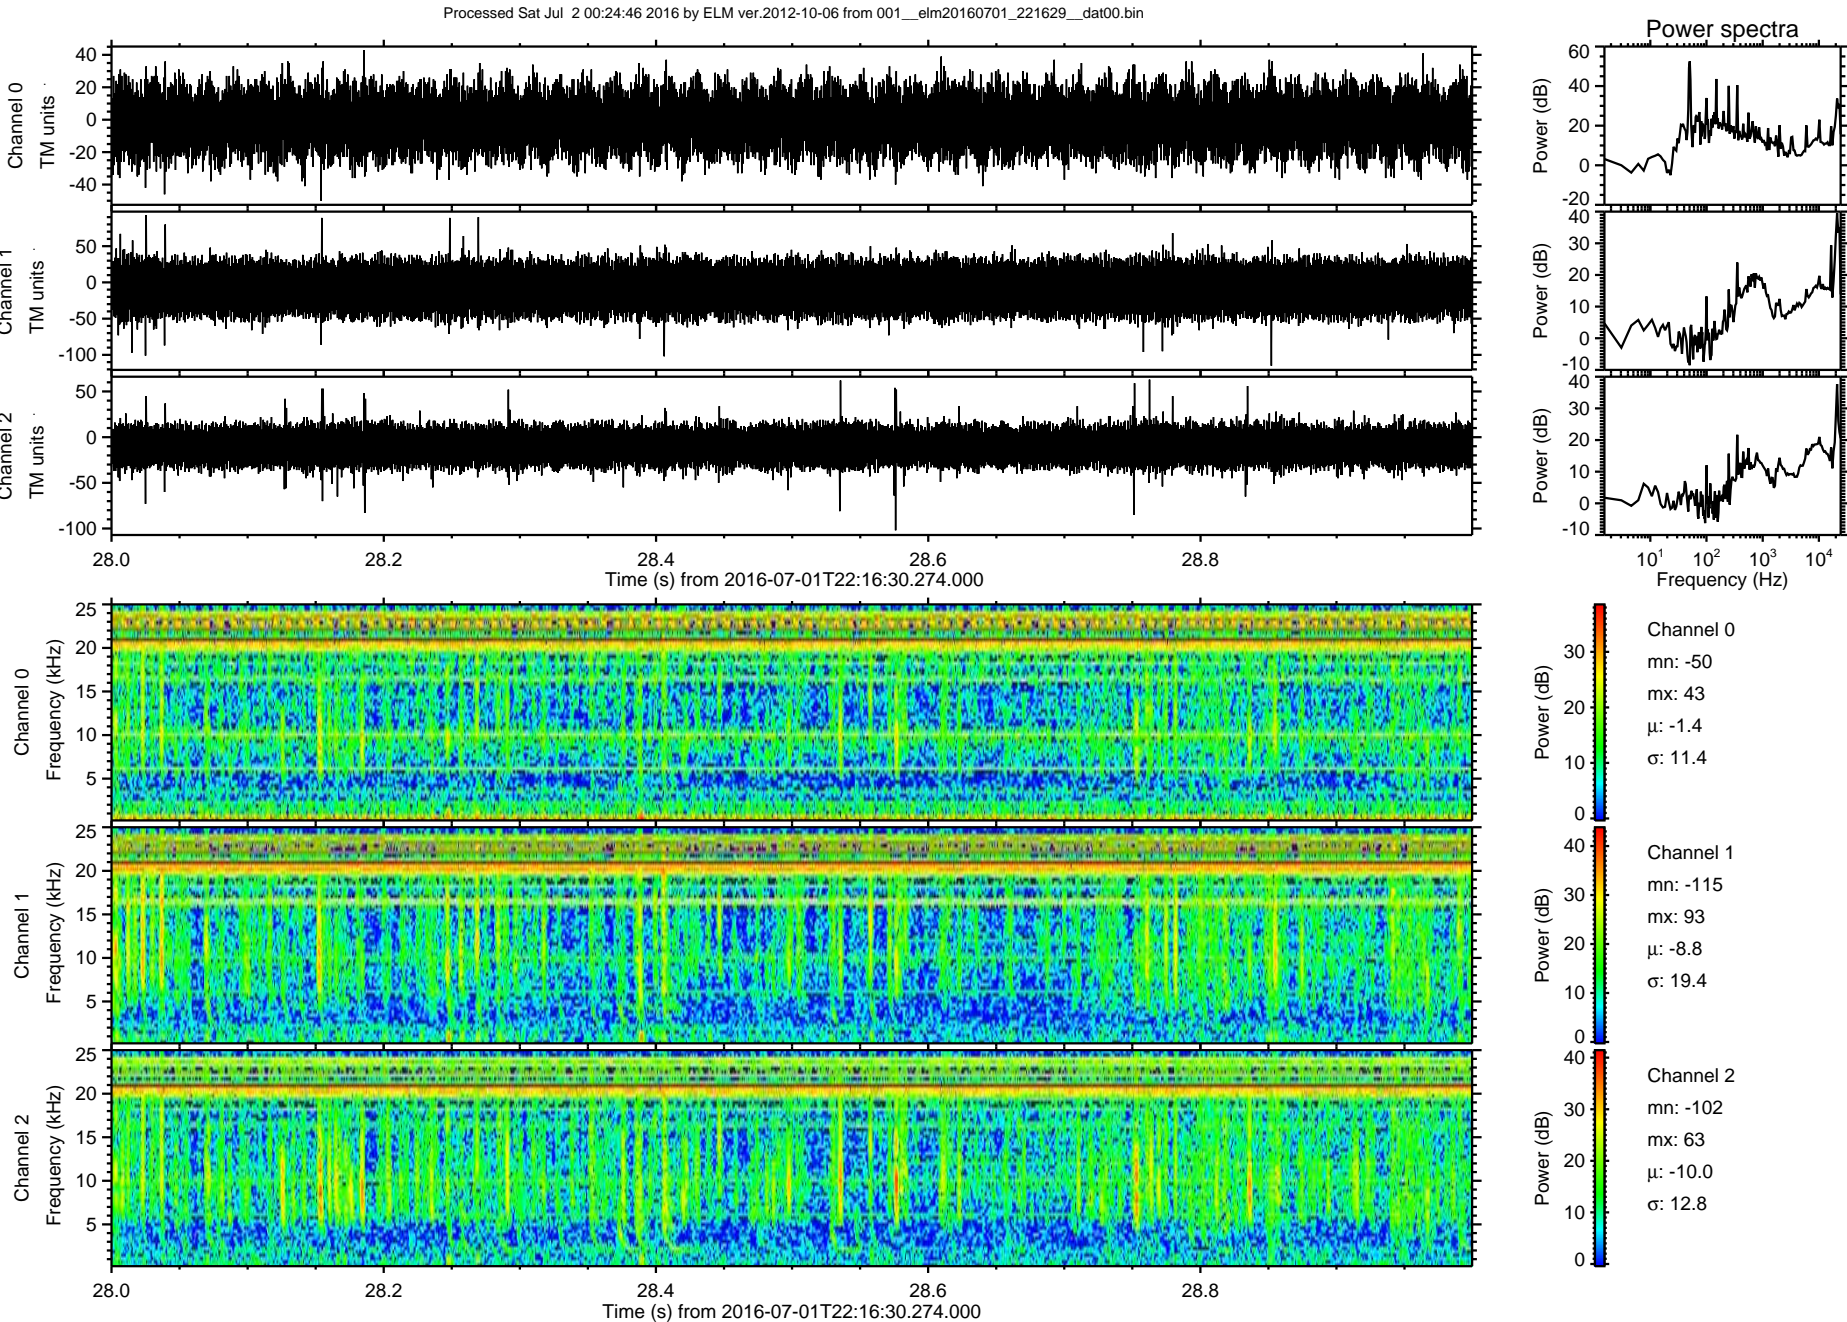 Processed Sat Jul 2 00:24:46 2016 by ELM ver.2012-10-06 from 001__elm20160701_221629__dat00.bin
Power spectra
Channel 0
TM units
40
20
0
-20
-40
Power (dB)
60
40
20
0
-20
Channel 1
TM units
50
0
-50
-100
Power (dB)
40
30
20
10
0
-10
Channel 2
TM units
50
0
-50
-100
Power (dB)
40
30
20
10
0
-10
28.0 28.2 28.4 28.6 28.8
Time (s) from 2016-07-01T22:16:30.274.000
10^1 10^2 10^3 10^4
Frequency (Hz)
Channel 0
Frequency (kHz)
25
20
15
10
5
Power (dB)
30
20
10
0
Channel 0
mn: -50
mx: 43
μ: -1.4
σ: 11.4
Channel 1
Frequency (kHz)
25
20
15
10
5
Power (dB)
40
30
20
10
0
Channel 1
mn: -115
mx: 93
μ: -8.8
σ: 19.4
Channel 2
Frequency (kHz)
25
20
15
10
5
Power (dB)
40
30
20
10
0
Channel 2
mn: -102
mx: 63
μ: -10.0
σ: 12.8
28.0 28.2 28.4 28.6 28.8
Time (s) from 2016-07-01T22:16:30.274.000